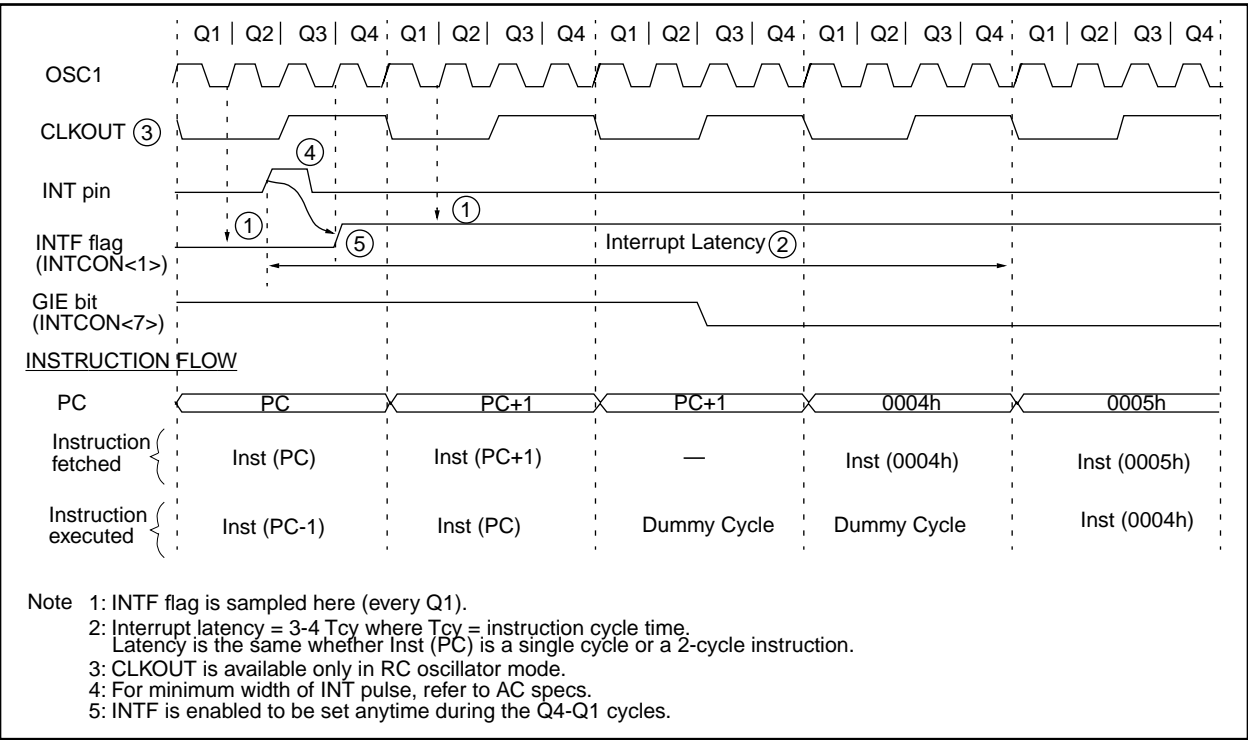 Q1 | Q2 | Q3 | Q4 Q1 | Q2 | Q3 | Q4 Q1 | Q2 | Q3 | Q4 Q1 | Q2 | Q3 | Q4 Q1 | Q2 | Q3 | Q4
OSC1
CLKOUT 3
4
INT pin
1
1
INTF flag
(INTCON<1>)
5
Interrupt Latency 2
GIE bit
(INTCON<7>)
INSTRUCTION FLOW
PC PC PC+1 PC+1 0004h 0005h
Instruction
fetched
Inst (PC) Inst (PC+1) — Inst (0004h) Inst (0005h)
Instruction
executed
Inst (PC-1) Inst (PC) Dummy Cycle Dummy Cycle Inst (0004h)
Note 1: INTF flag is sampled here (every Q1).
2: Interrupt latency = 3-4 Tcy where Tcy = instruction cycle time.
Latency is the same whether Inst (PC) is a single cycle or a 2-cycle instruction.
3: CLKOUT is available only in RC oscillator mode.
4: For minimum width of INT pulse, refer to AC specs.
5: INTF is enabled to be set anytime during the Q4-Q1 cycles.